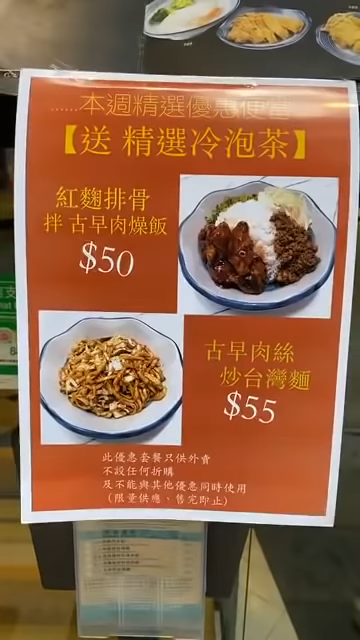 ......本週精選優惠便當
【送 精選冷泡茶】
紅麴排骨
拌 古早肉燥飯
$50
古早肉絲
炒台灣麵
$55
此優惠套餐只供外賣
不設任何折購
及不能與其他優惠同時使用
(限量供應、售完即止)